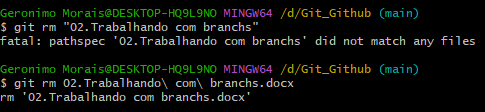 Geronimo Morais@DESKTOP-HQ9L9NO MINGW64 /d/Git_Github (main)
$ git rm "02.Trabalhando com branchs"
fatal: pathspec '02.Trabalhando com branchs' did not match any files
Geronimo Morais@DESKTOP-HQ9L9NO MINGW64 /d/Git_Github (main)
$ git rm 02.Trabalhando\ com\ branchs.docx
rm '02.Trabalhando com branchs.docx'